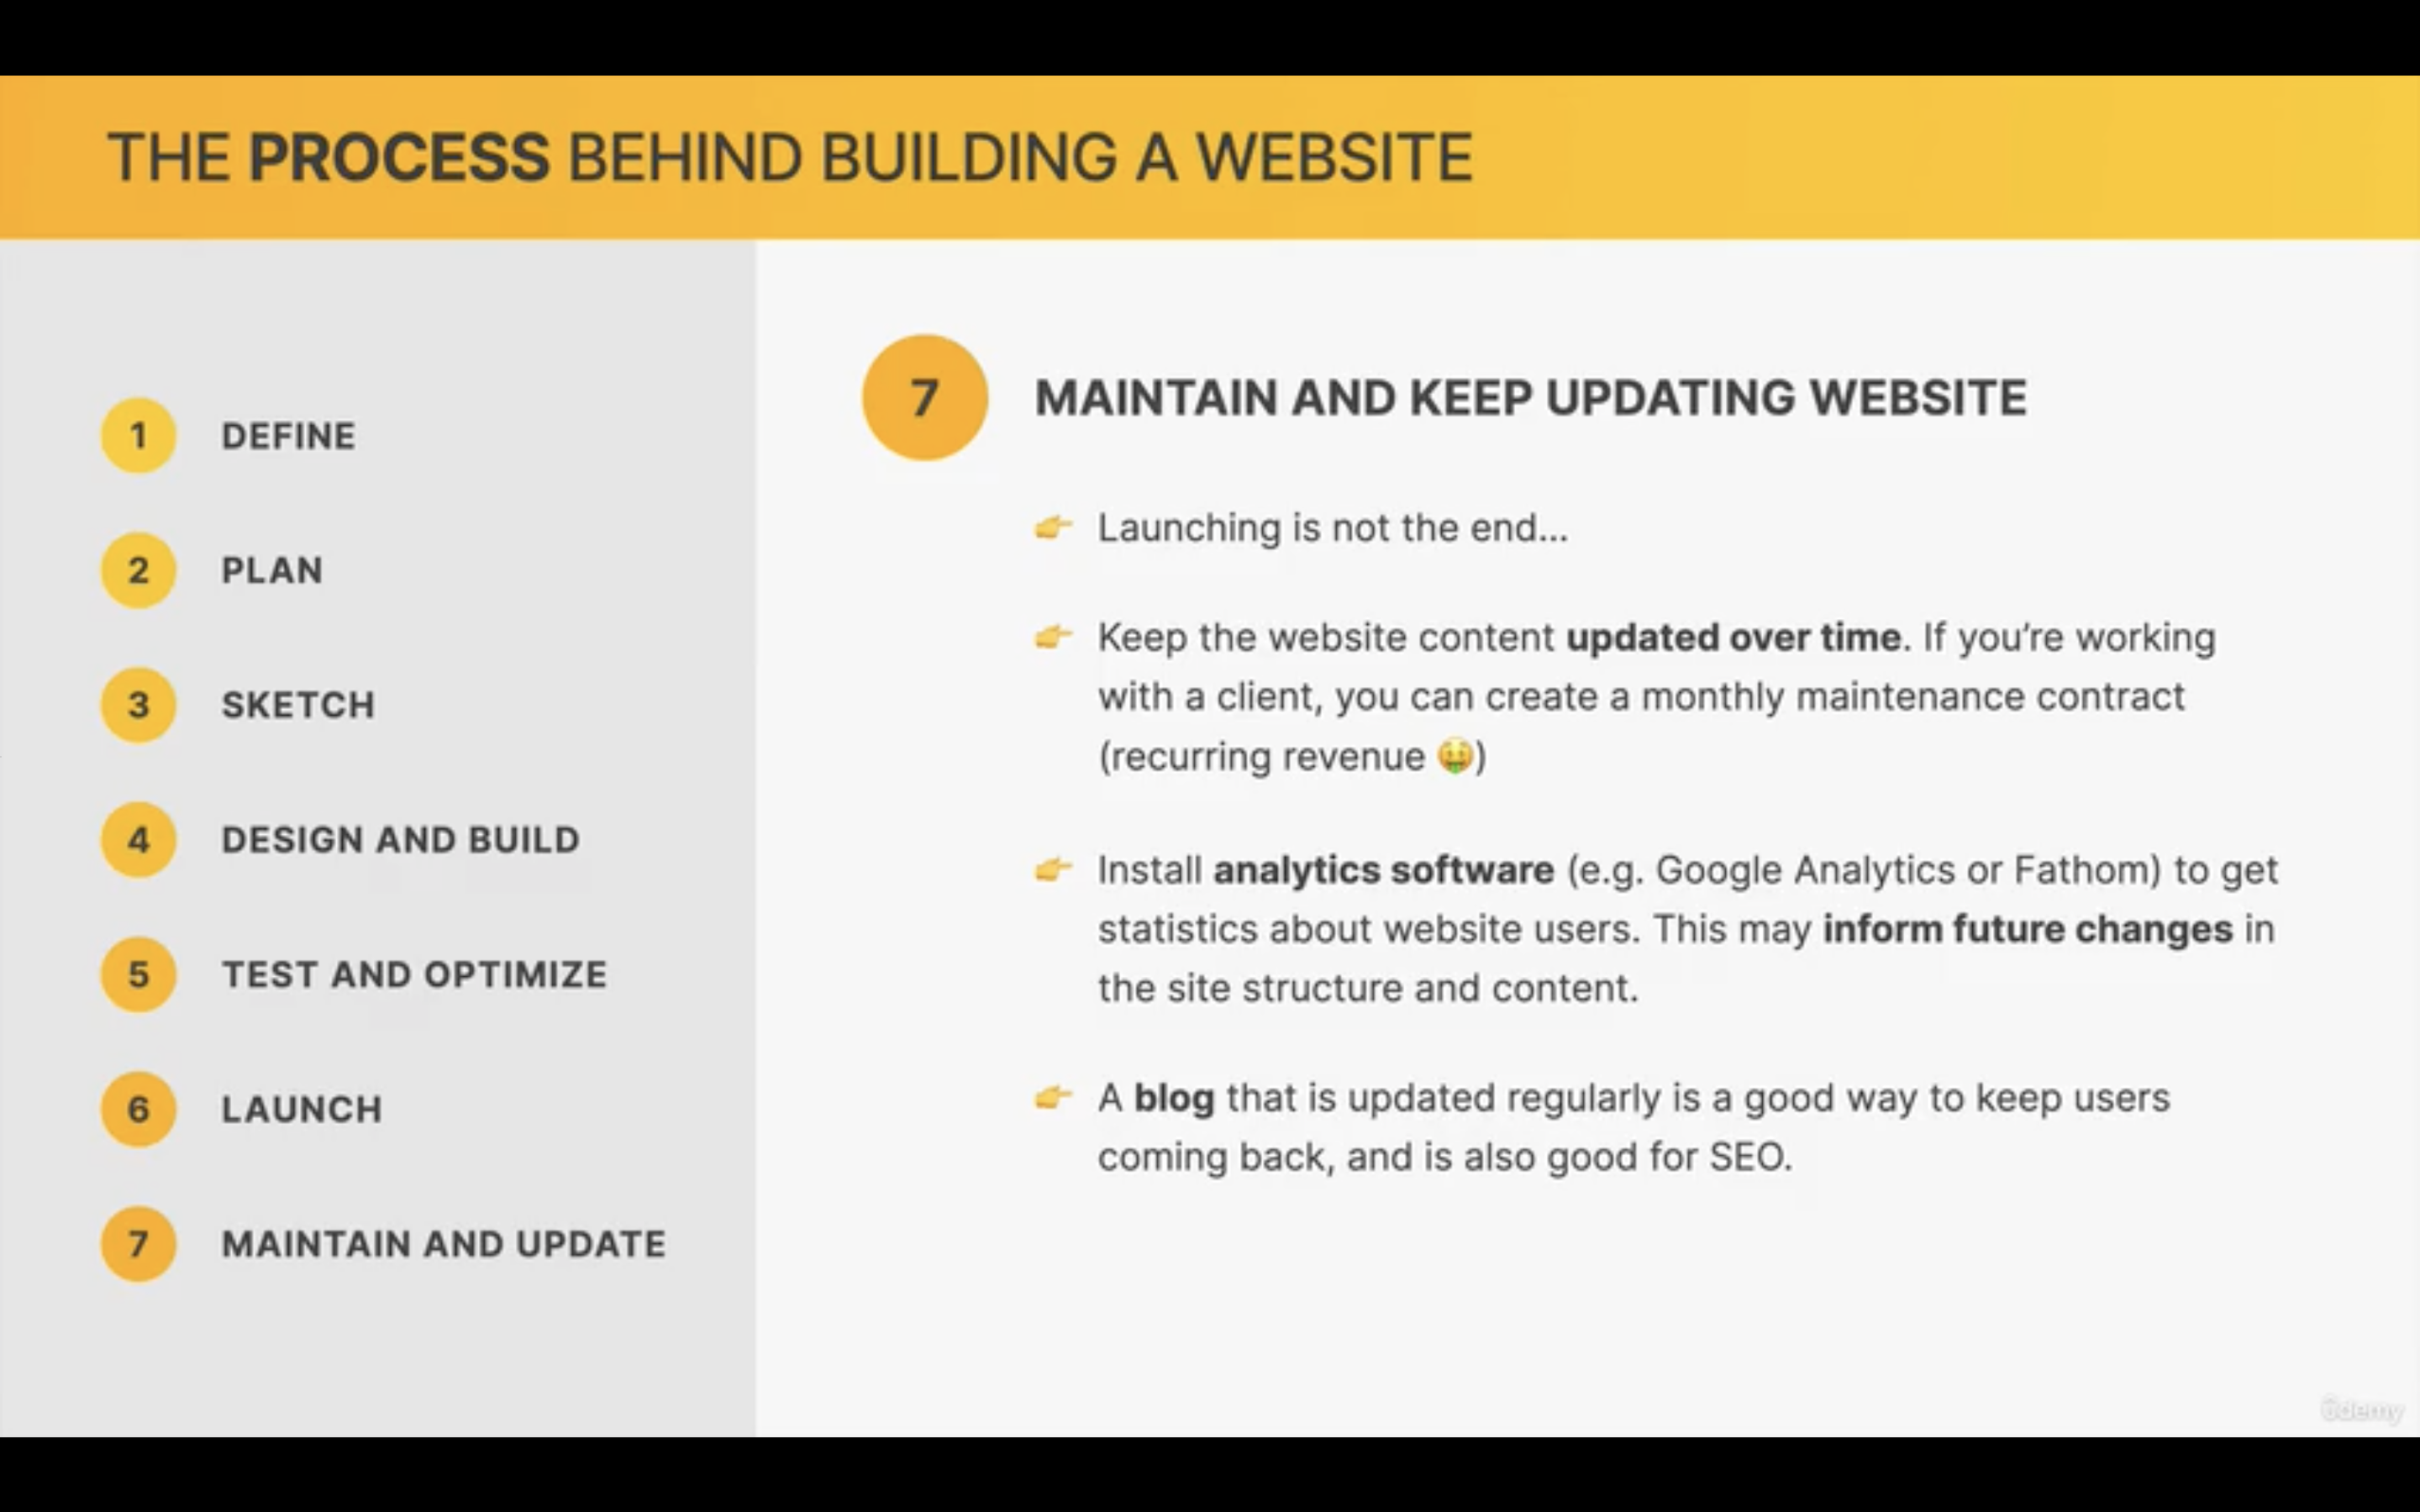 THE PROCESS BEHIND BUILDING A WEBSITE
1 DEFINE
2 PLAN
3 SKETCH
4 DESIGN AND BUILD
5 TEST AND OPTIMIZE
6 LAUNCH
7 MAINTAIN AND UPDATE
7 MAINTAIN AND KEEP UPDATING WEBSITE
👉 Launching is not the end...
👉 Keep the website content updated over time. If you’re working
with a client, you can create a monthly maintenance contract
(recurring revenue 🤑)
👉 Install analytics software (e.g. Google Analytics or Fathom) to get
statistics about website users. This may inform future changes in
the site structure and content.
👉 A blog that is updated regularly is a good way to keep users
coming back, and is also good for SEO.
ûdemy